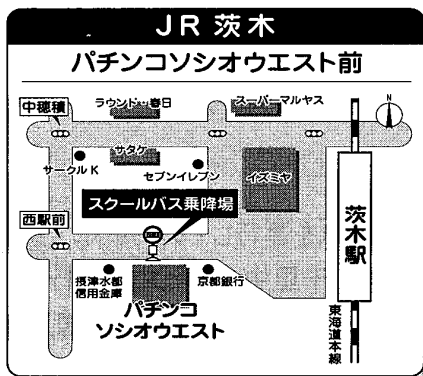 JR 茨木
パチンコソシオウエスト前
中穂積
ラウンド・春日
スーパーマルヤス
N
サークルK
サタケ
セブンイレブン
イズミヤ
スクールバス乗降場
西駅前
茨木駅
摂津水都
信用金庫
京都銀行
パチンコ
ソシオウエスト
東海道本線